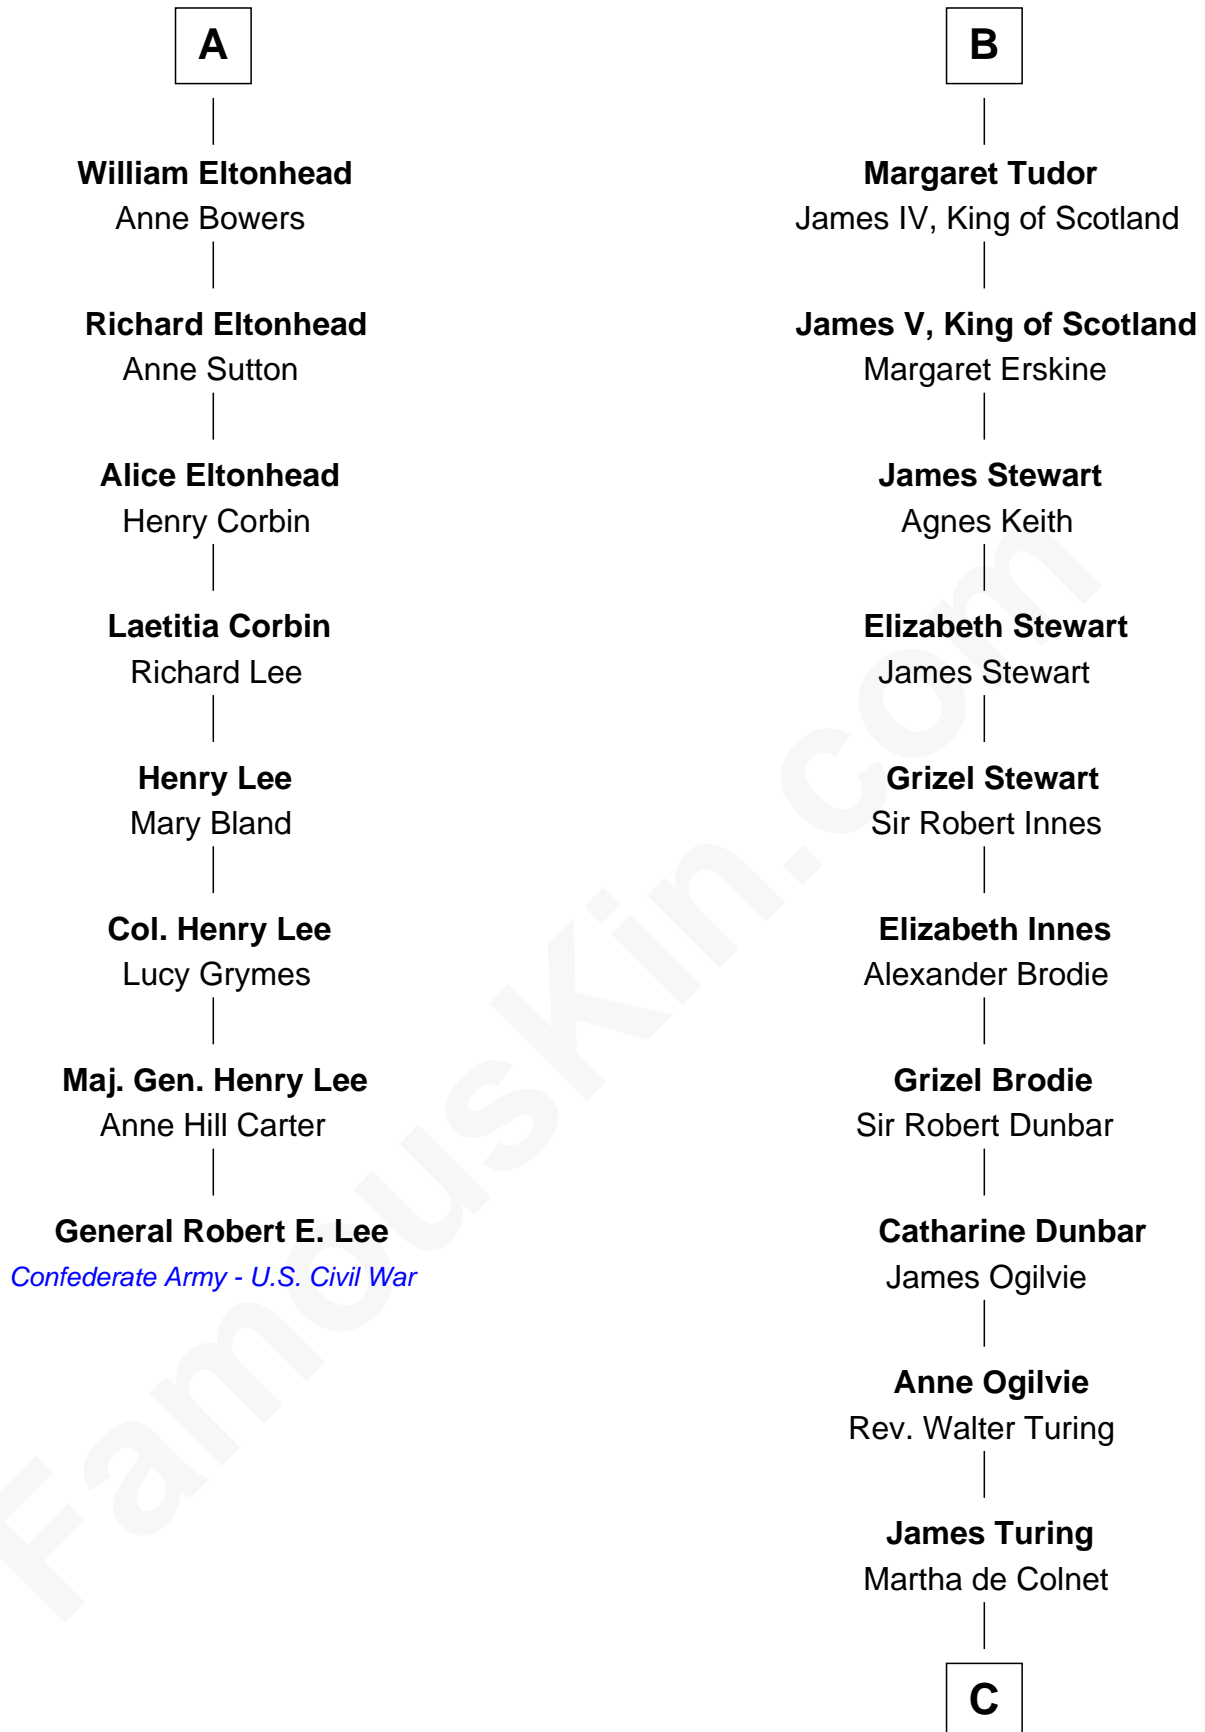 A
William Eltonhead
Anne Bowers
Richard Eltonhead
Anne Sutton
Alice Eltonhead
Henry Corbin
Laetitia Corbin
Richard Lee
Henry Lee
Mary Bland
Col. Henry Lee
Lucy Grymes
Maj. Gen. Henry Lee
Anne Hill Carter
General Robert E. Lee
Confederate Army - U.S. Civil War
B
Margaret Tudor
James IV, King of Scotland
James V, King of Scotland
Margaret Erskine
James Stewart
Agnes Keith
Elizabeth Stewart
James Stewart
Grizel Stewart
Sir Robert Innes
Elizabeth Innes
Alexander Brodie
Grizel Brodie
Sir Robert Dunbar
Catharine Dunbar
James Ogilvie
Anne Ogilvie
Rev. Walter Turing
James Turing
Martha de Colnet
C
FamousKin.com